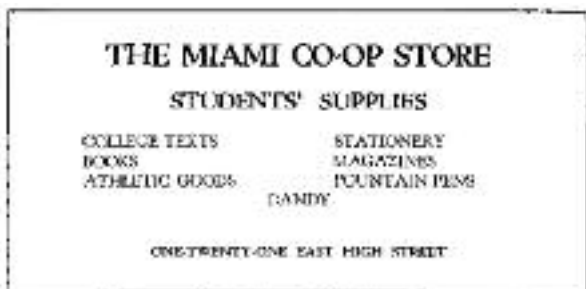 THE MIAMI CO-OP STORE
STUDENTS' SUPPLIES
COLLEGE TEXTS STATIONERY
BOOKS MAGAZINES
ATHLETIC GOODS FOUNTAIN PENS
CANDY
ONE-TWENTY-ONE EAST HIGH STREET